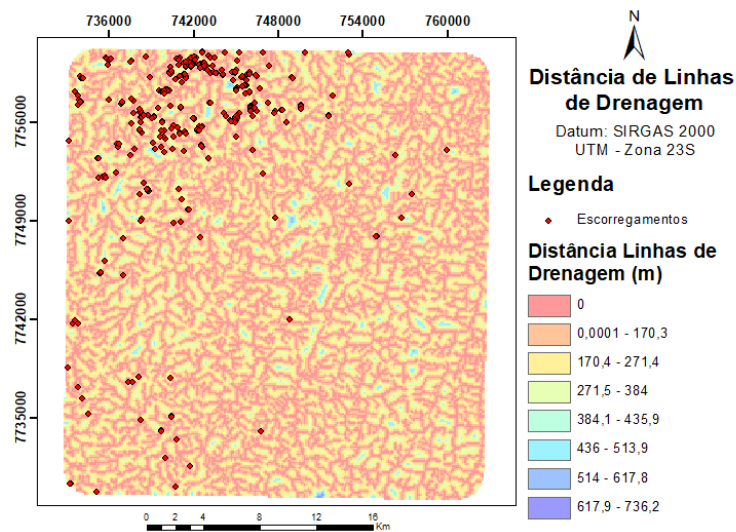 736000 742000 748000 754000 760000
7756000
7749000
7742000
7735000
0 2 4 8 12 16
Km
N
Distância de Linhas
de Drenagem
Datum: SIRGAS 2000
UTM - Zona 23S
Legenda
Escorregamentos
Distância Linhas de
Drenagem (m)
0
0,0001 - 170,3
170,4 - 271,4
271,5 - 384
384,1 - 435,9
436 - 513,9
514 - 617,8
617,9 - 736,2